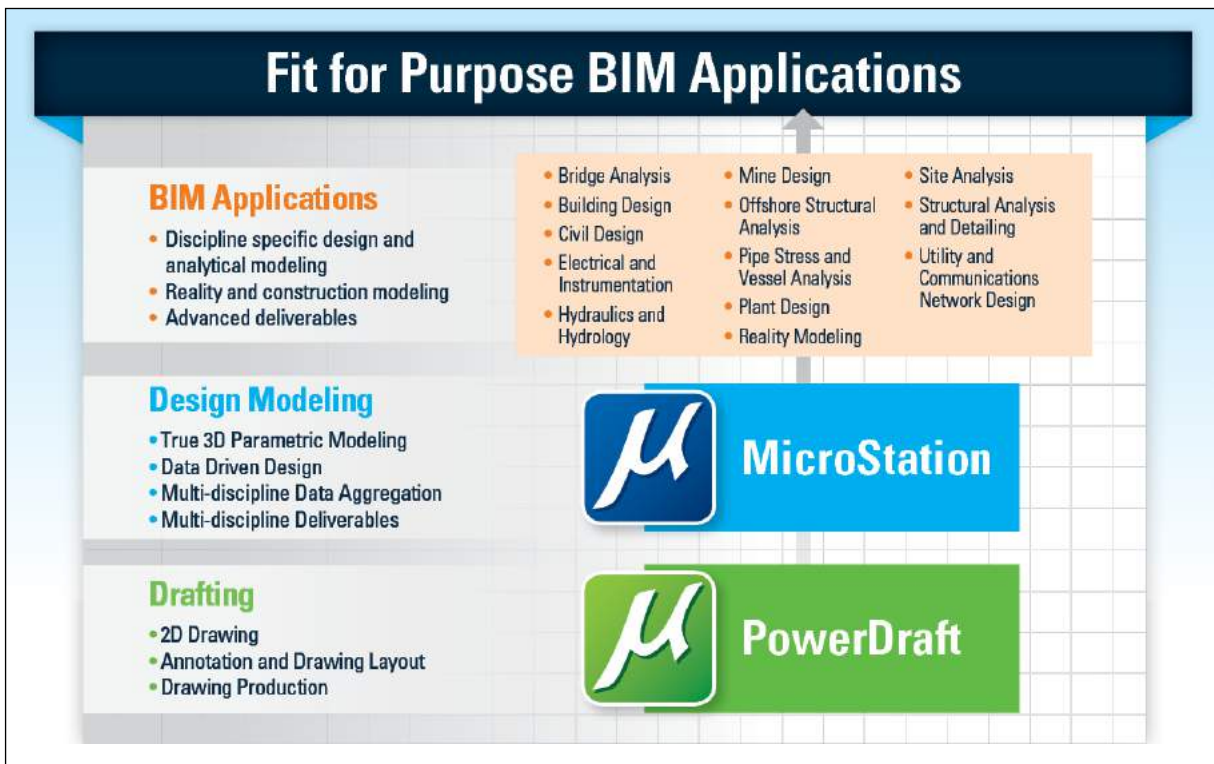 Fit for Purpose BIM Applications
BIM Applications
• Discipline specific design and
analytical modeling
• Reality and construction modeling
• Advanced deliverables
• Bridge Analysis
• Building Design
• Civil Design
• Electrical and
Instrumentation
• Hydraulics and
Hydrology
• Mine Design
• Offshore Structural
Analysis
• Pipe Stress and
Vessel Analysis
• Plant Design
• Reality Modeling
• Site Analysis
• Structural Analysis
and Detailing
• Utility and
Communications
Network Design
Design Modeling
• True 3D Parametric Modeling
• Data Driven Design
• Multi-discipline Data Aggregation
• Multi-discipline Deliverables
μ
MicroStation
Drafting
• 2D Drawing
• Annotation and Drawing Layout
• Drawing Production
μ
PowerDraft